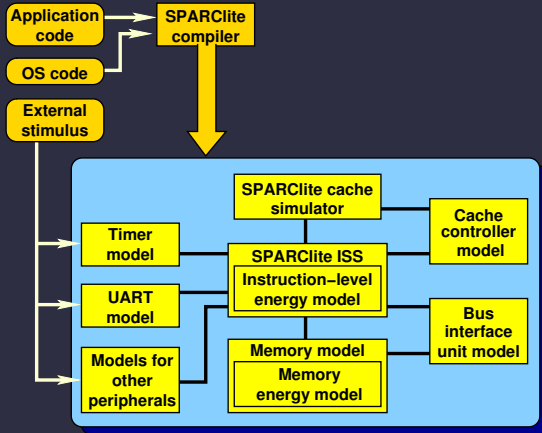 Application
code
SPARClite
compiler
OS code
External
stimulus
SPARClite cache
simulator
Cache
controller
model
Timer
model
SPARClite ISS
Instruction−level
energy model
UART
model
Bus
interface
unit model
Models for
other
peripherals
Memory model
Memory
energy model